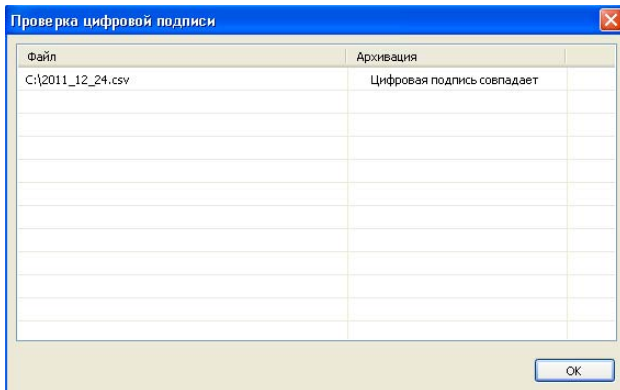 Проверка цифровой подписи
Файл Архивация
C:\2011_12_24.csv Цифровая подпись совпадает
OK